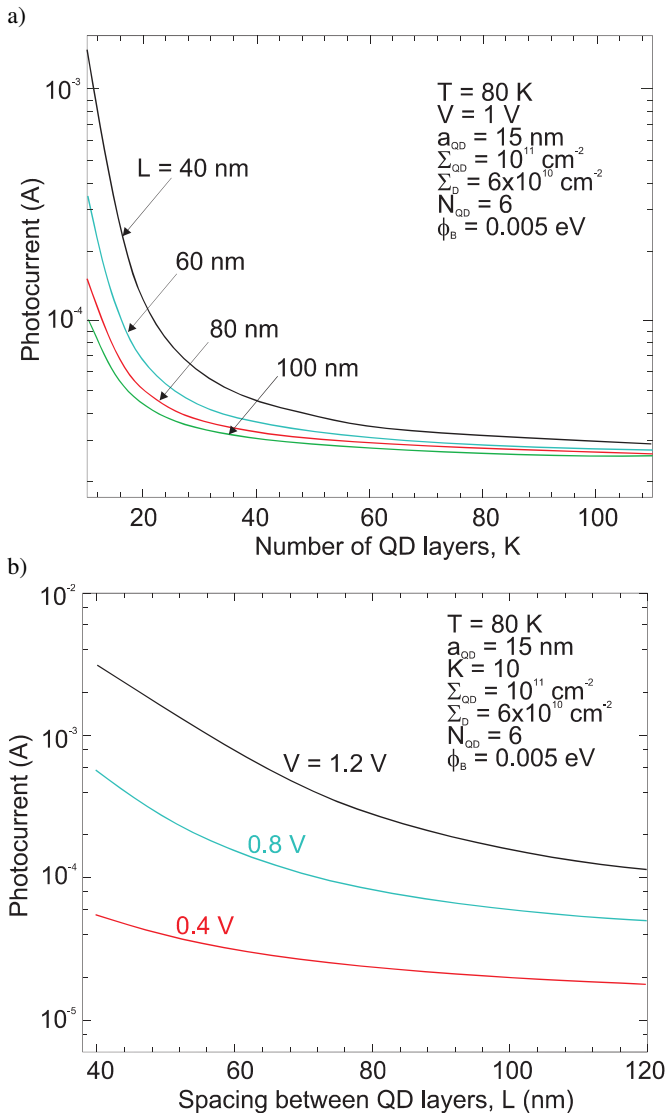 a)
10⁻³
10⁻⁴
Photocurrent (A)
L = 40 nm
60 nm
80 nm
100 nm
T = 80 K
V = 1 V
a_QD = 15 nm
Σ_QD = 10¹¹ cm⁻²
Σ_D = 6x10¹⁰ cm⁻²
N_QD = 6
ϕ_B = 0.005 eV
20 40 60 80 100
Number of QD layers, K
b)
10⁻²
10⁻³
10⁻⁴
10⁻⁵
Photocurrent (A)
T = 80 K
a_QD = 15 nm
K = 10
Σ_QD = 10¹¹ cm⁻²
Σ_D = 6x10¹⁰ cm⁻²
N_QD = 6
ϕ_B = 0.005 eV
V = 1.2 V
0.8 V
0.4 V
40 60 80 100 120
Spacing between QD layers, L (nm)